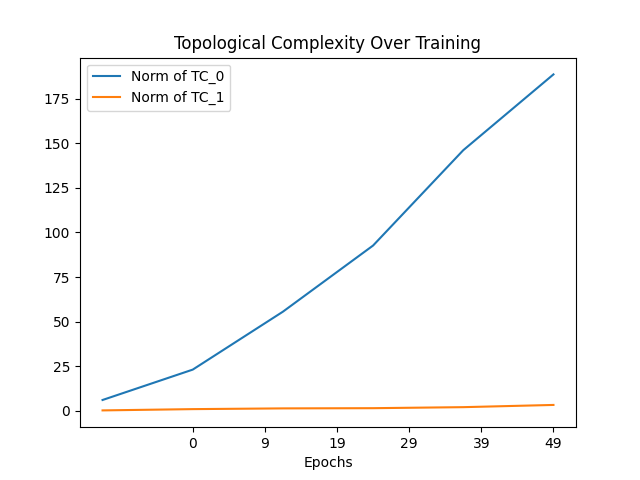 Topological Complexity Over Training
Norm of TC_0
Norm of TC_1
175
150
125
100
75
50
25
0
0 9 19 29 39 49
Epochs